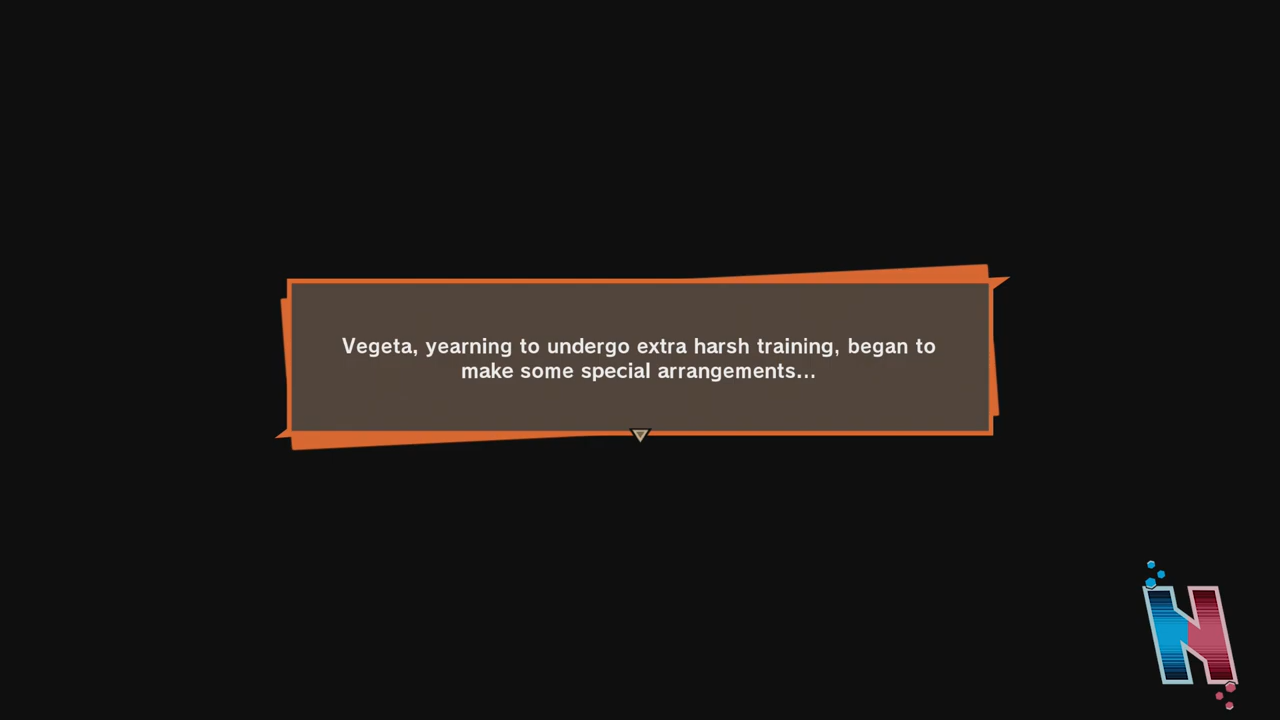 Vegeta, yearning to undergo extra harsh training, began to
make some special arrangements...
N